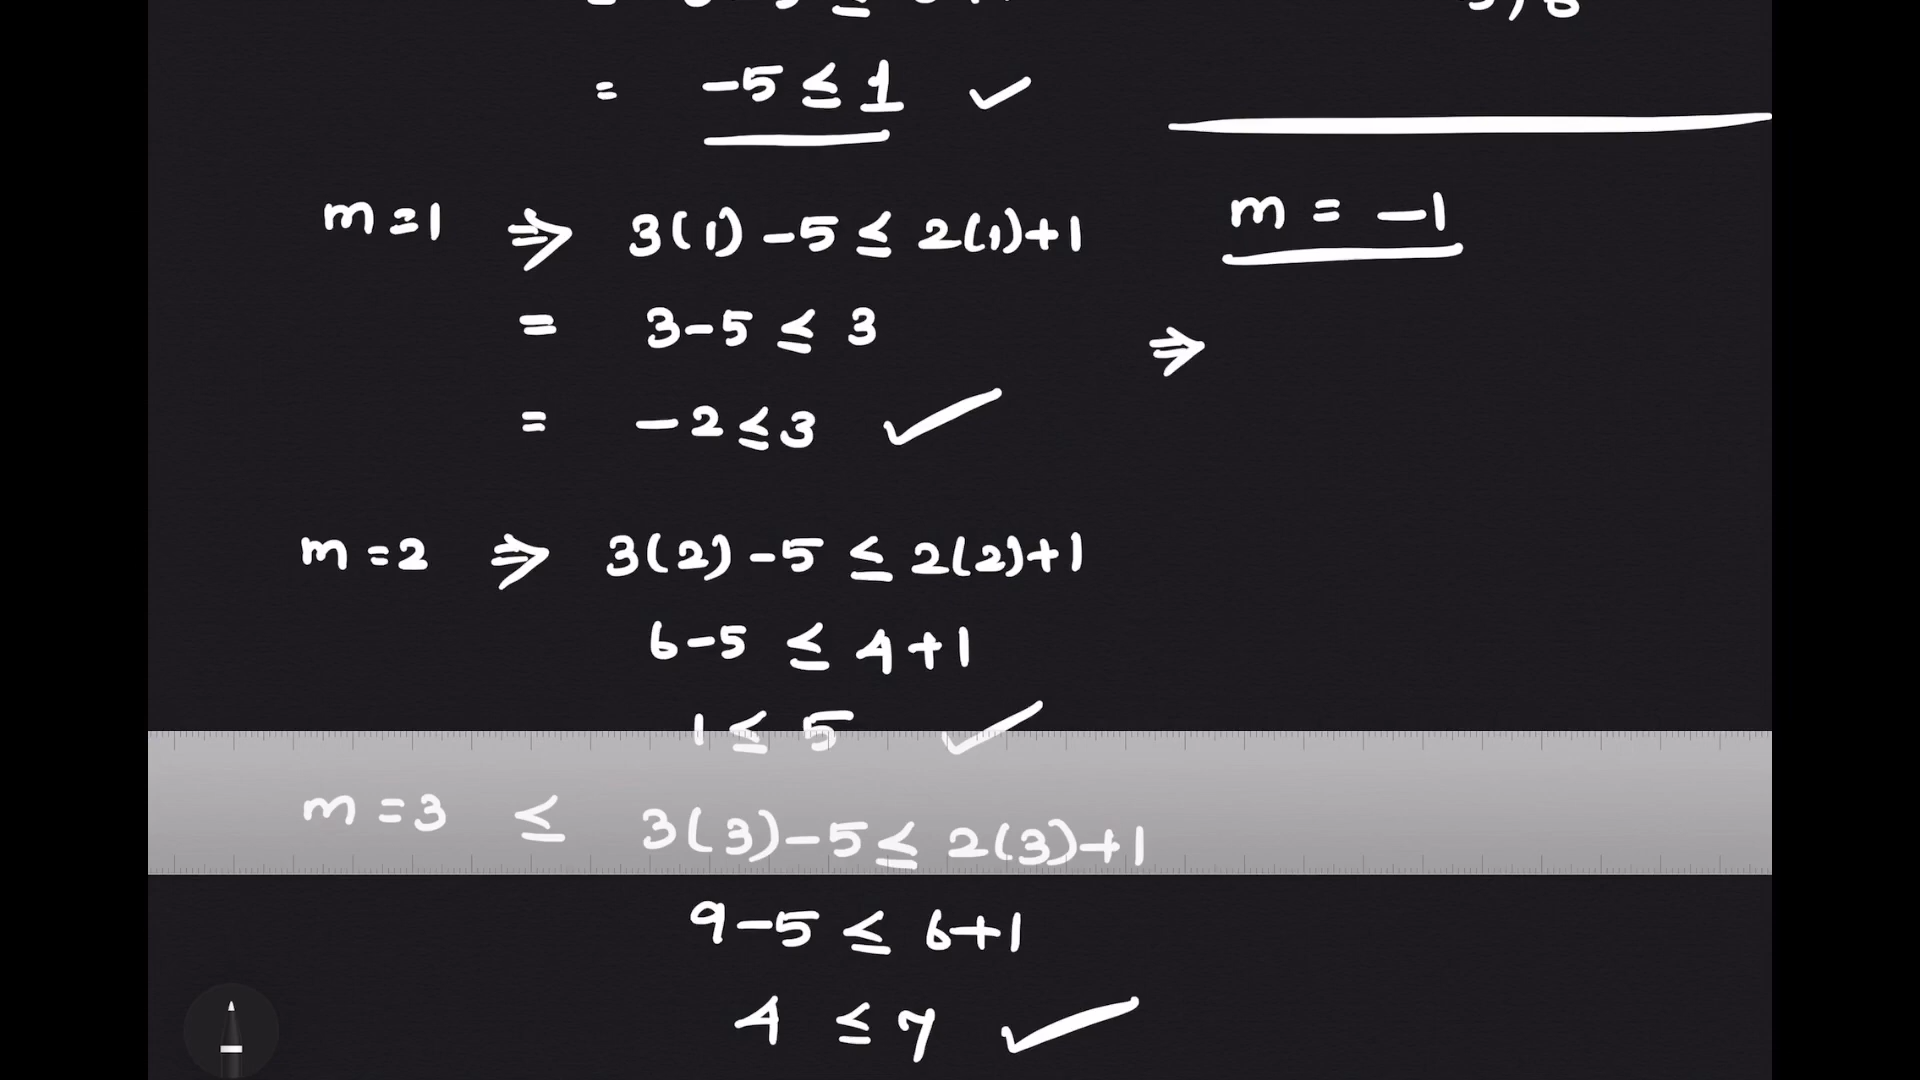 = -5 ≤ 1 ✓
m=1 ⇒ 3(1)-5 ≤ 2(1)+1
= 3-5 ≤ 3
= -2 ≤ 3 ✓
m=2 ⇒ 3(2)-5 ≤ 2(2)+1
6-5 ≤ 4+1
1 ≤ 5 ✓
m=3 ≤ 3(3)-5 ≤ 2(3)+1
9-5 ≤ 6+1
4 ≤ 7 ✓
m = -1
⇒